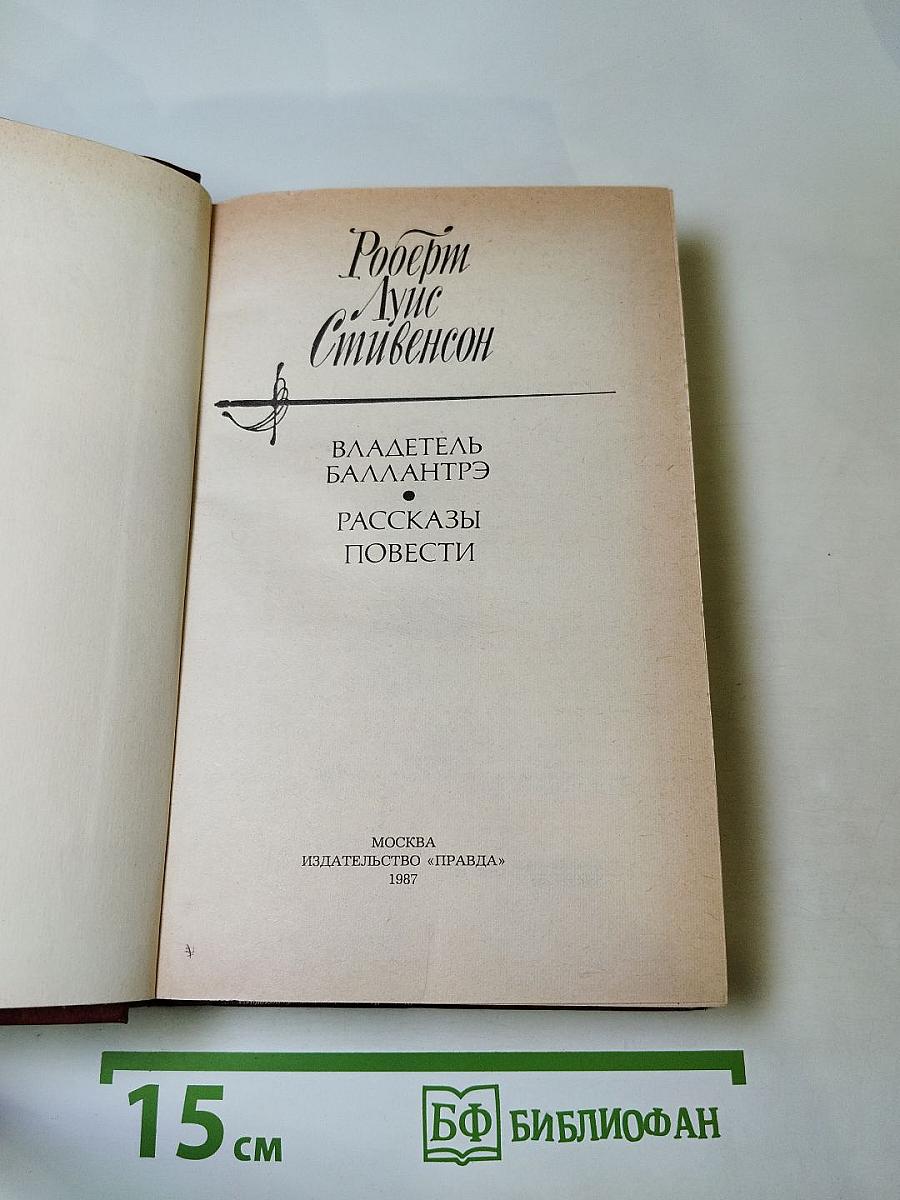 Роберт
Луис
Стивенсон
ВЛАДЕТЕЛЬ
БАЛЛАНТРЭ
•
РАССКАЗЫ
ПОВЕСТИ
МОСКВА
ИЗДАТЕЛЬСТВО «ПРАВДА»
1987
15 см
БФ БИБЛИОФАН